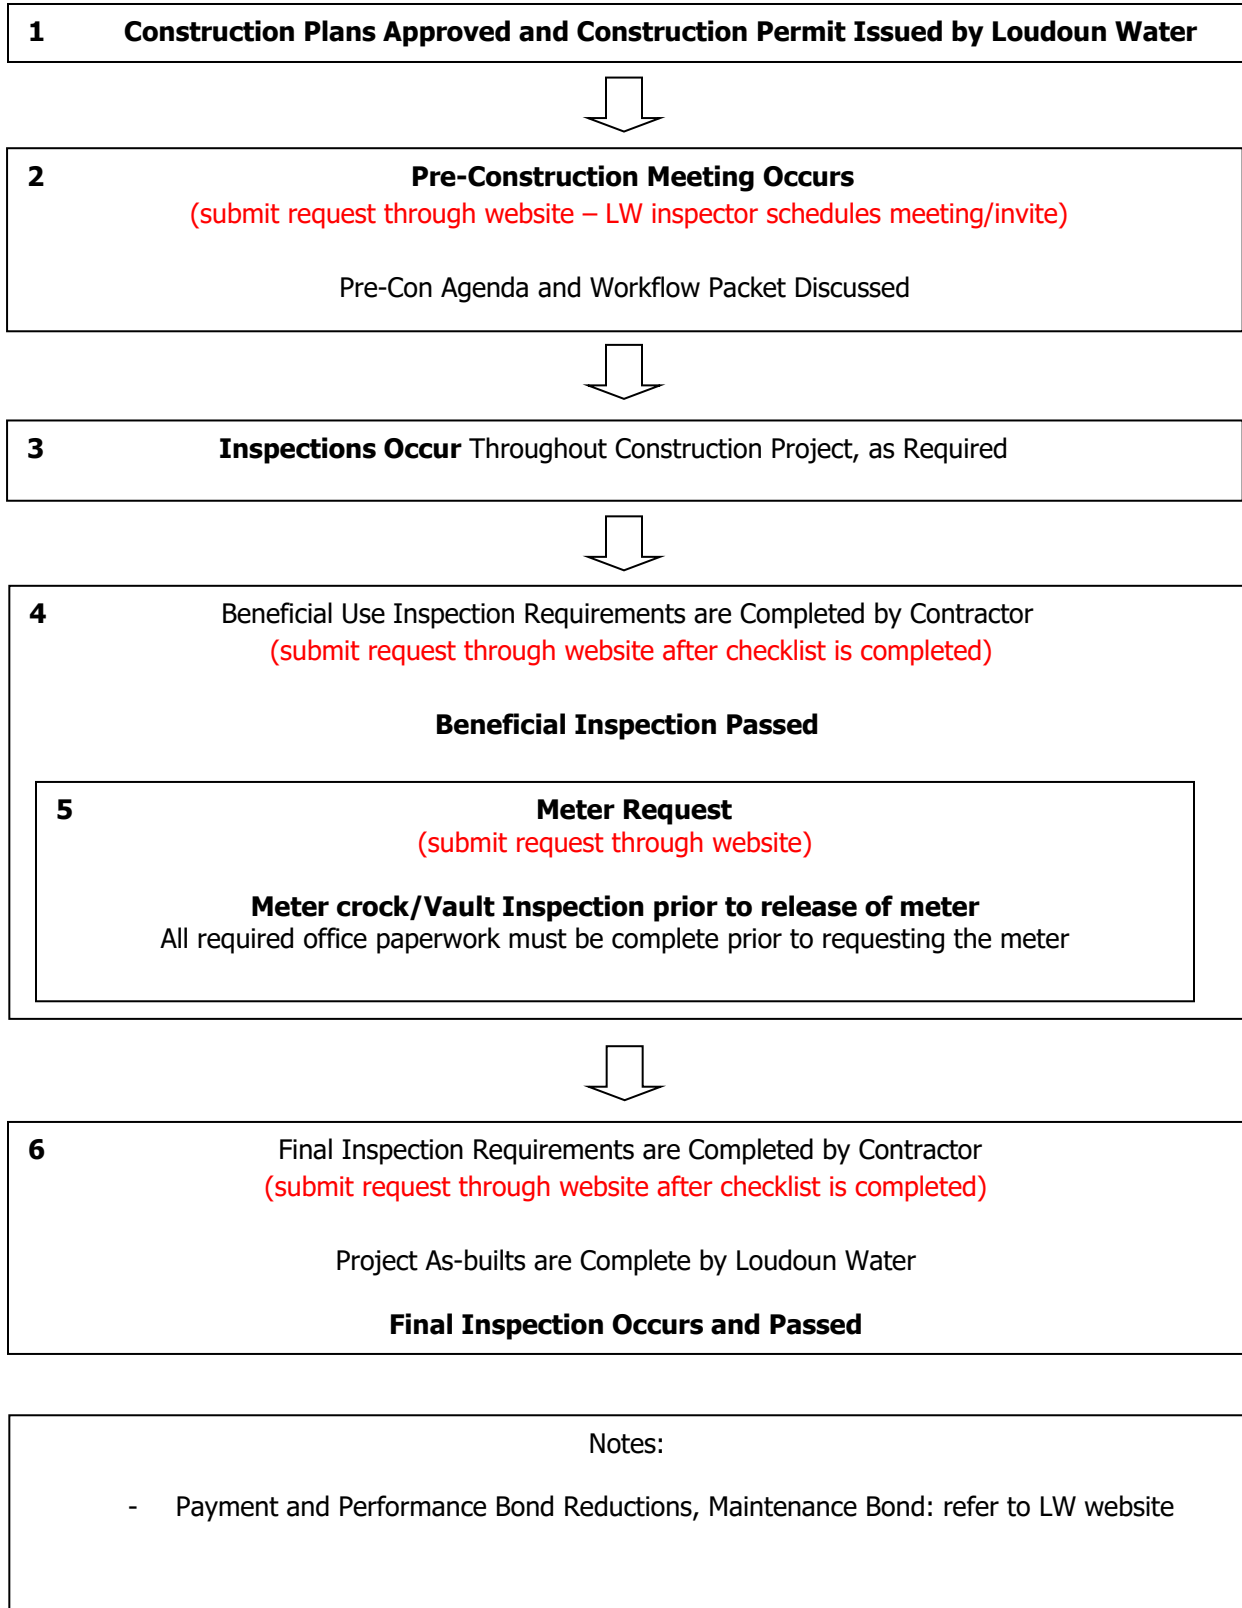 1 Construction Plans Approved and Construction Permit Issued by Loudoun Water
2 Pre-Construction Meeting Occurs
(submit request through website – LW inspector schedules meeting/invite)
Pre-Con Agenda and Workflow Packet Discussed
3 Inspections Occur Throughout Construction Project, as Required
4 Beneficial Use Inspection Requirements are Completed by Contractor
(submit request through website after checklist is completed)
Beneficial Inspection Passed
5 Meter Request
(submit request through website)
Meter crock/Vault Inspection prior to release of meter
All required office paperwork must be complete prior to requesting the meter
6 Final Inspection Requirements are Completed by Contractor
(submit request through website after checklist is completed)
Project As-builts are Complete by Loudoun Water
Final Inspection Occurs and Passed
Notes:
- Payment and Performance Bond Reductions, Maintenance Bond: refer to LW website